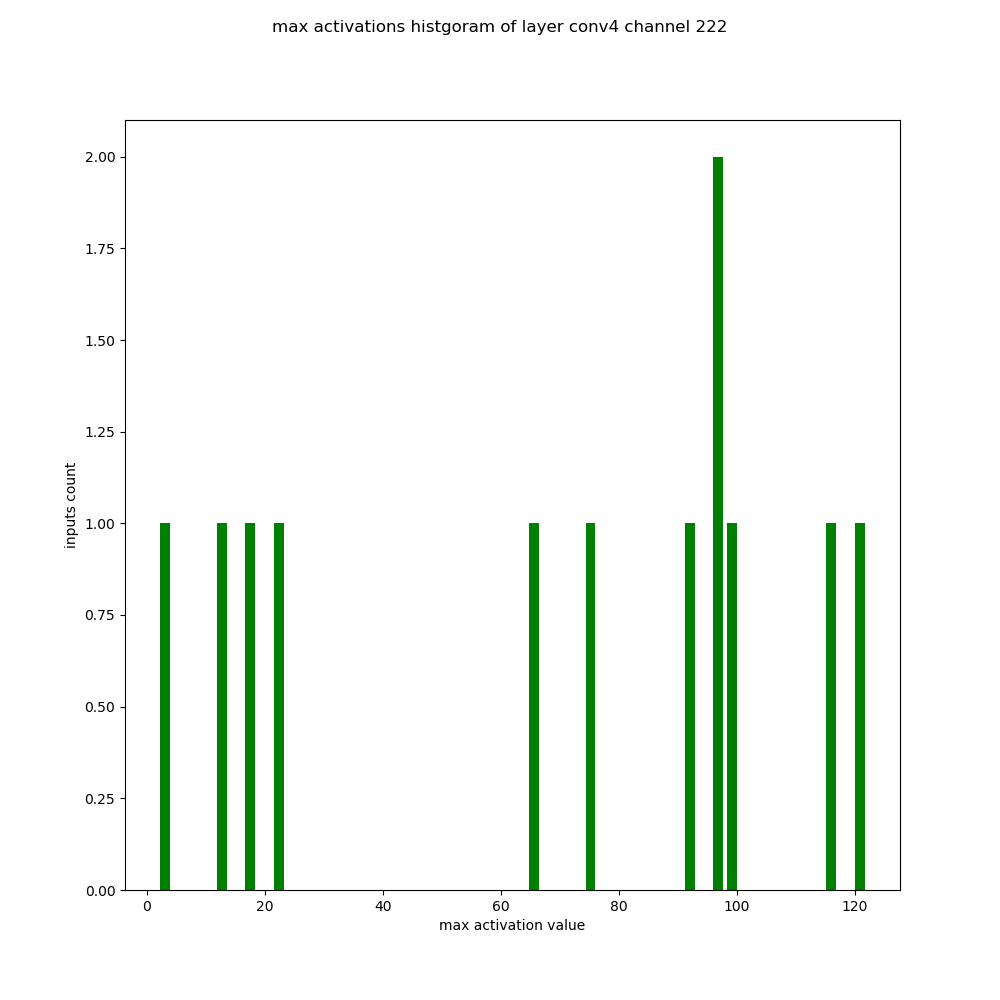 max activations histgoram of layer conv4 channel 222
2.00
1.75
1.50
1.25
1.00
0.75
0.50
0.25
0.00
inputs count
0 20 40 60 80 100 120
max activation value